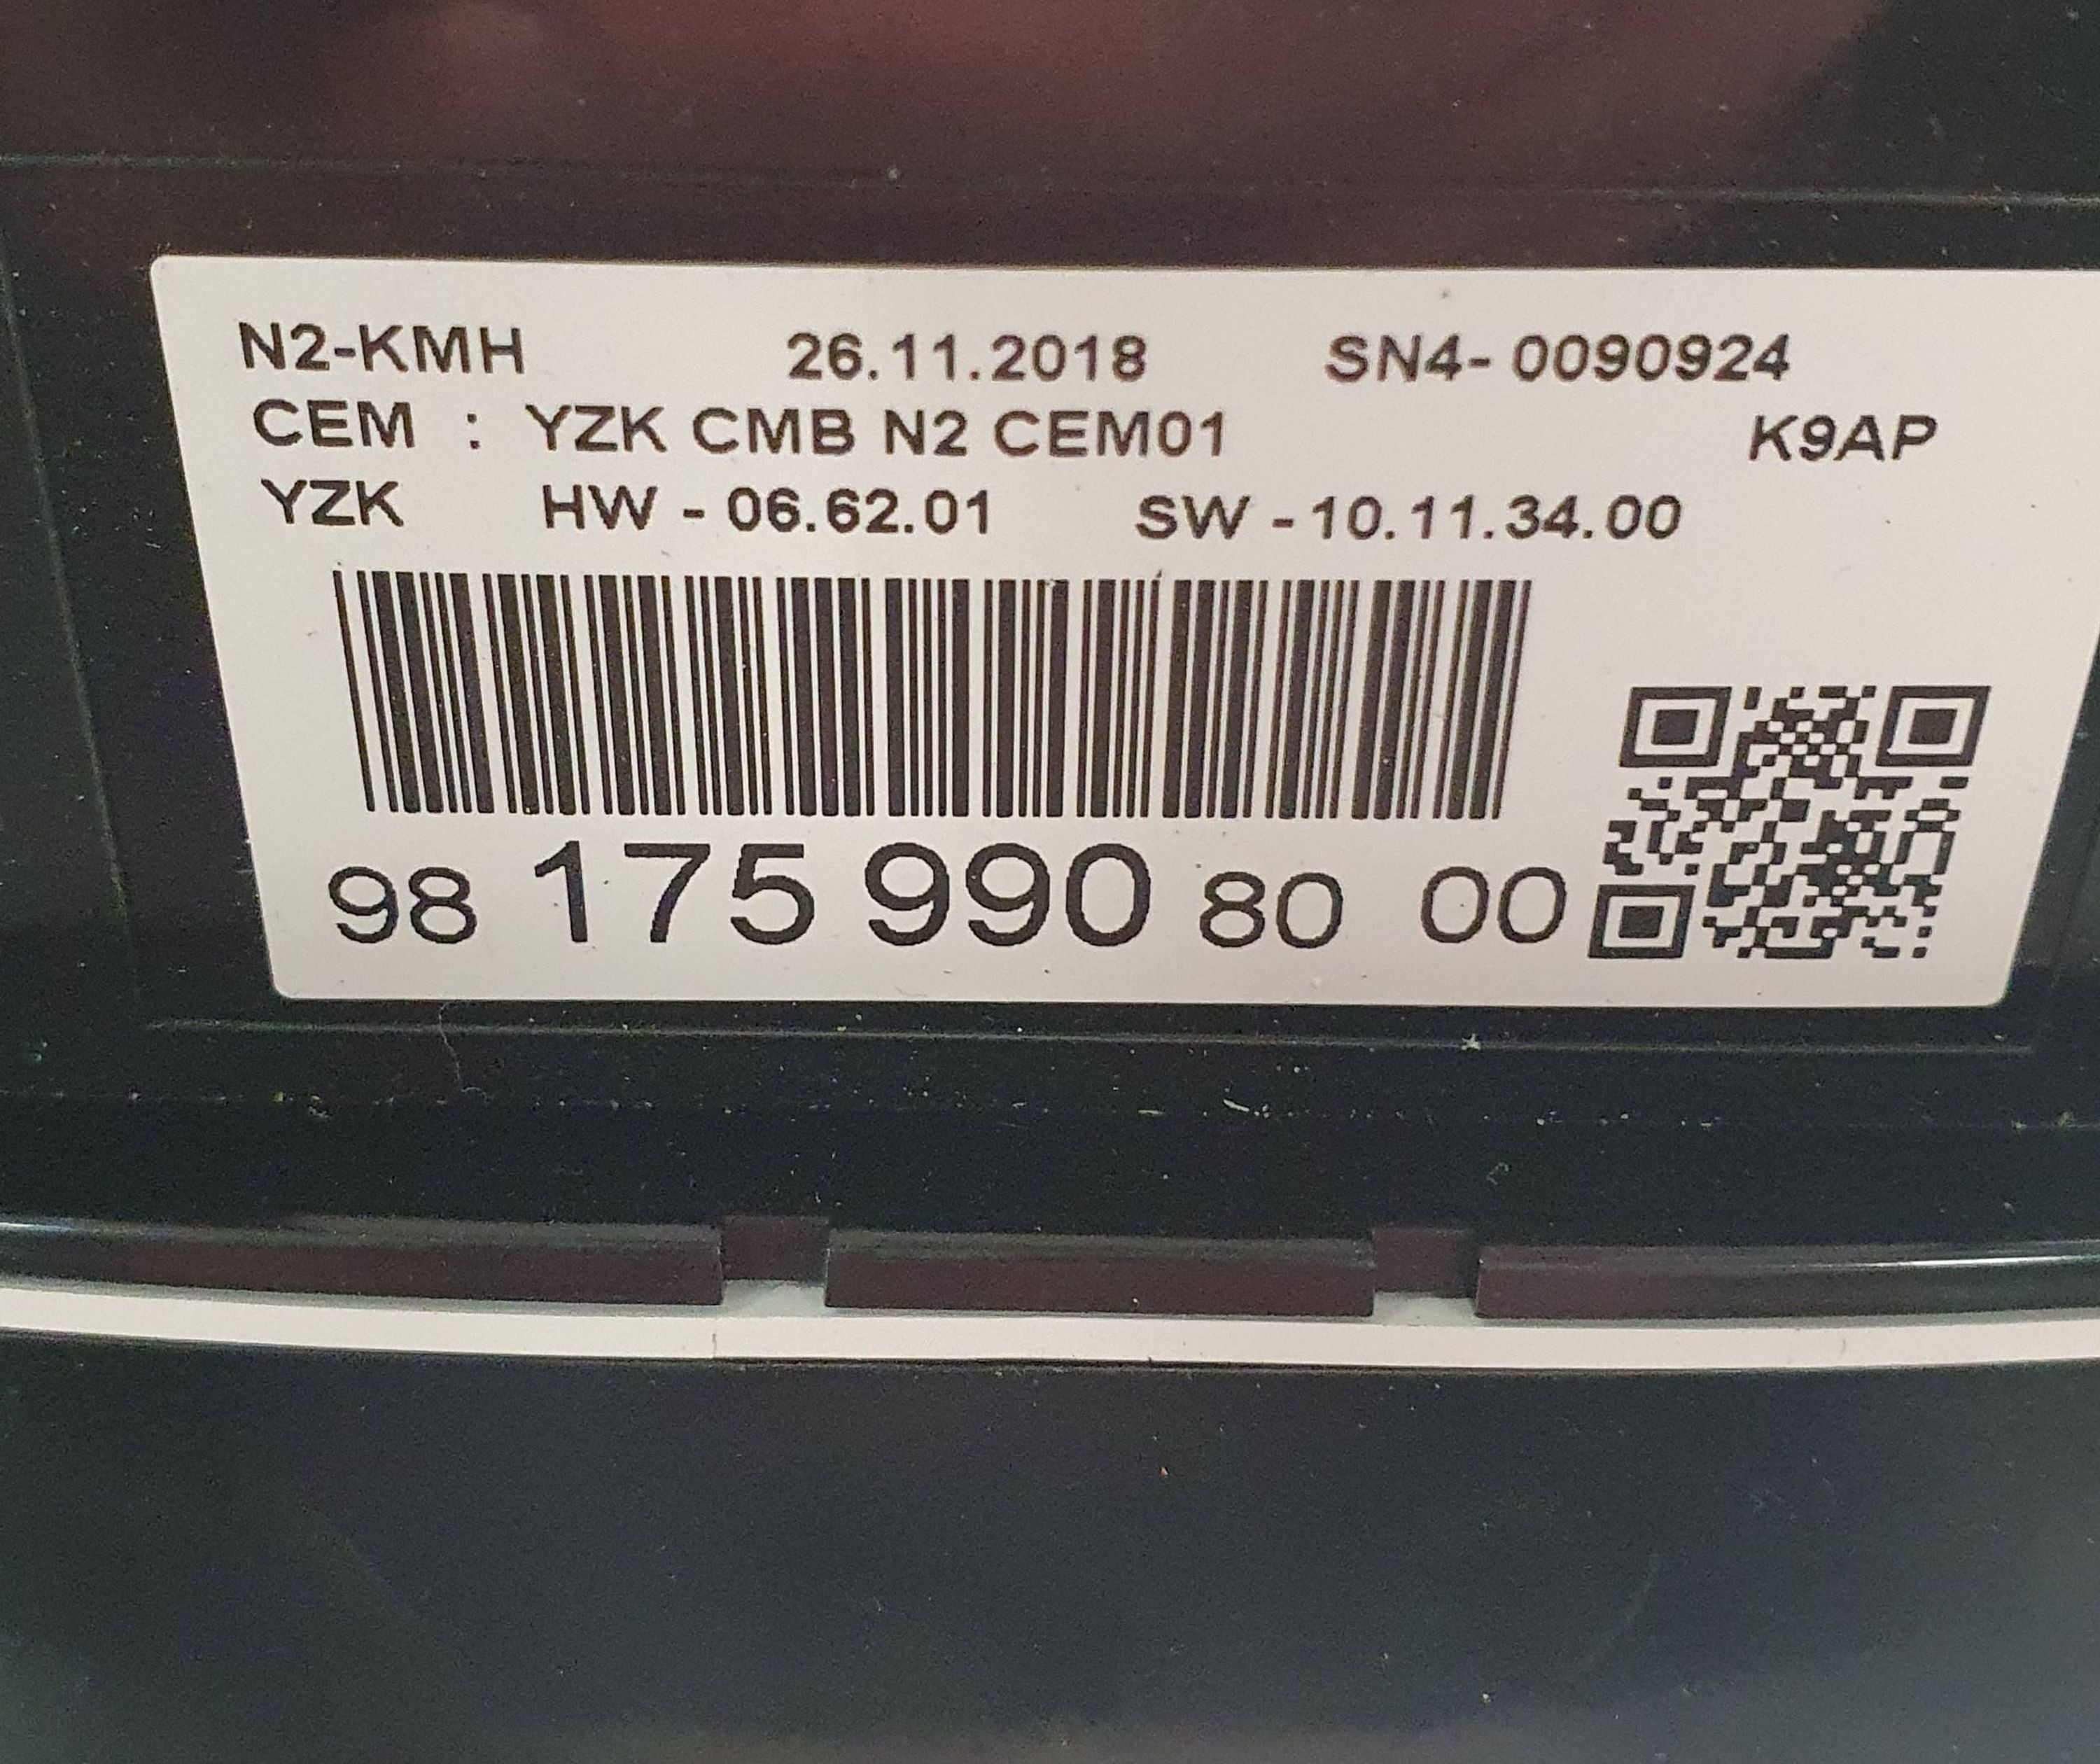 N2-KMH 26.11.2018 SN4- 0090924
CEM : YZK CMB N2 CEM01 K9AP
YZK HW - 06.62.01 SW - 10.11.34.00
98 175 990 80 00